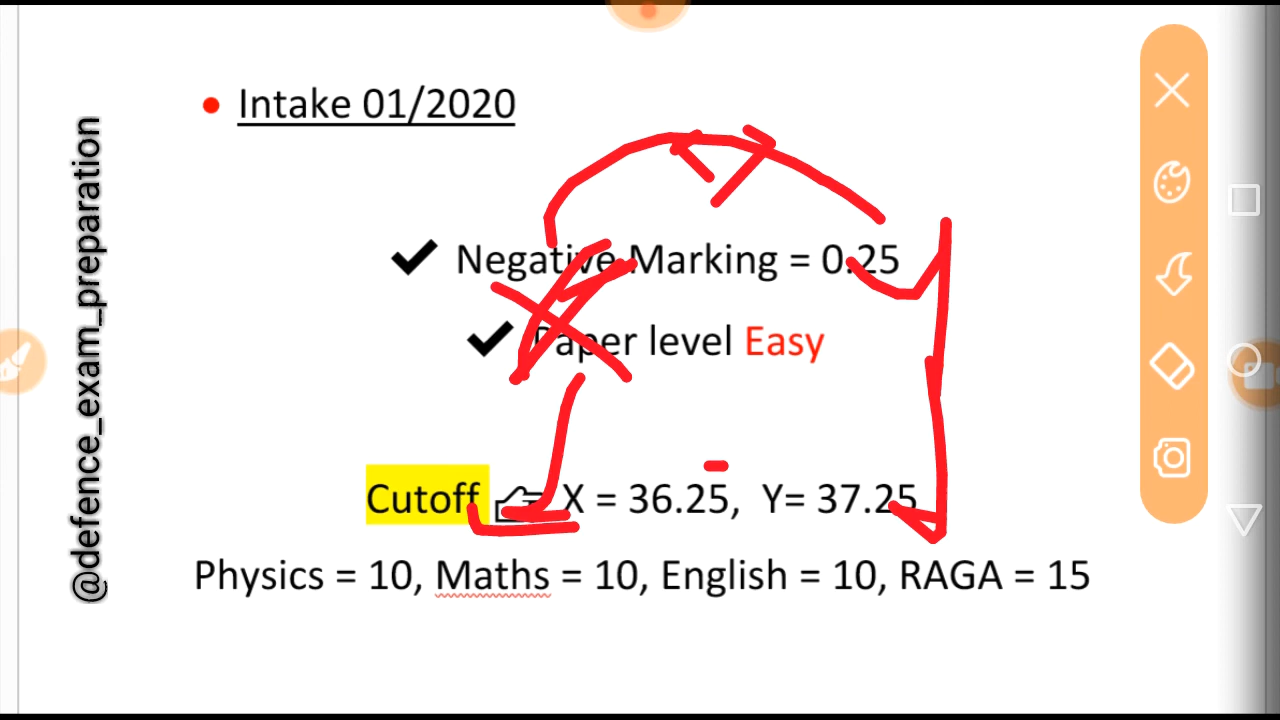 @defence_exam_preparation
Intake 01/2020
Negative Marking = 0.25
Paper level Easy
Cutoff X = 36.25, Y= 37.25
Physics = 10, Maths = 10, English = 10, RAGA = 15